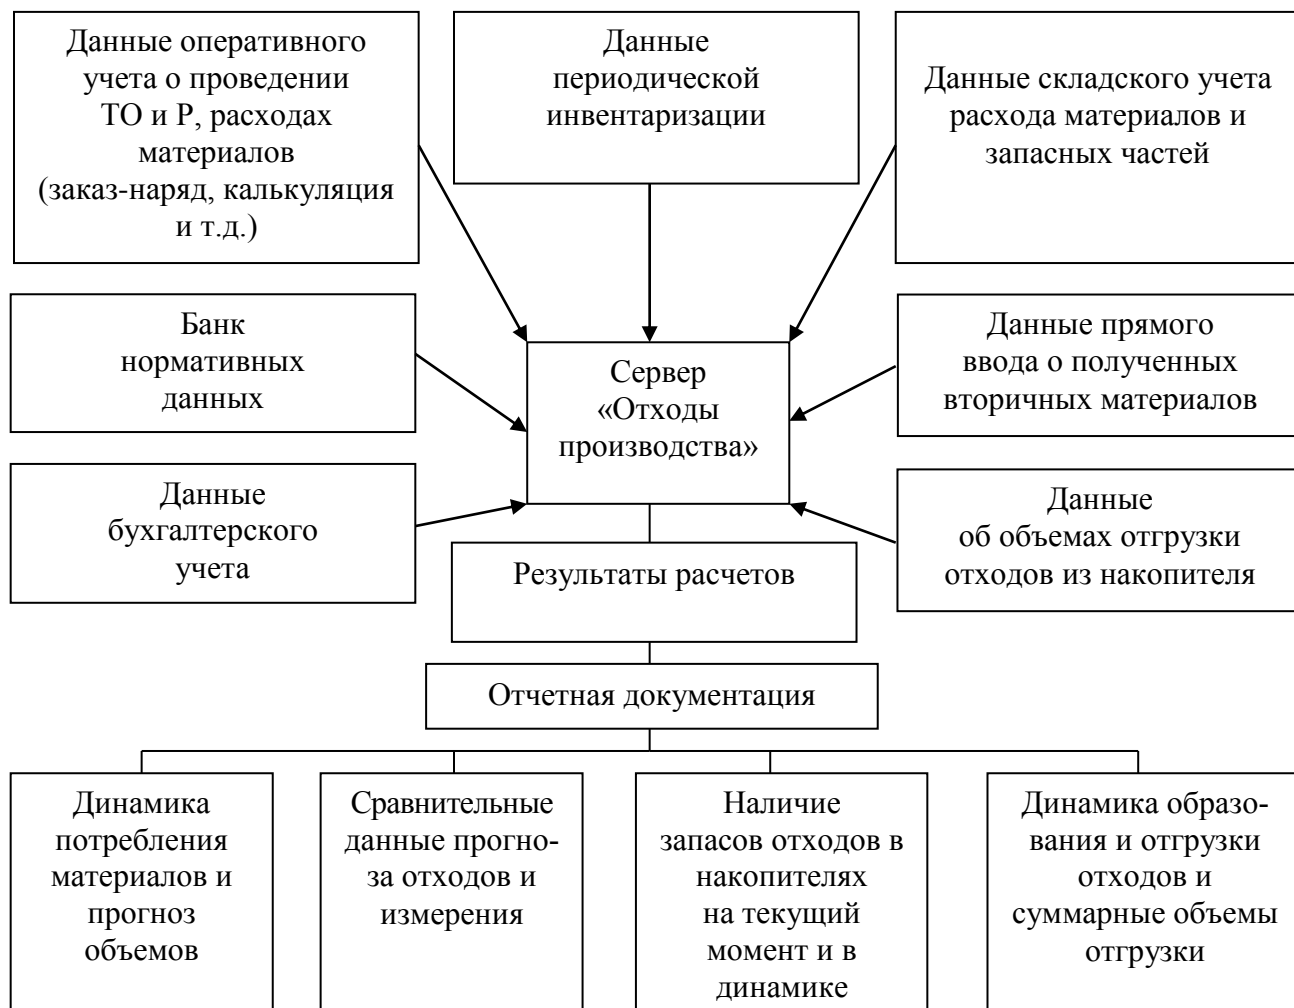 Данные оперативного
учета о проведении
ТО и Р, расходах
материалов
(заказ-наряд, калькуляция
и т.д.)
Данные
периодической
инвентаризации
Данные складского учета
расхода материалов и
запасных частей
Банк
нормативных
данных
Сервер
«Отходы
производства»
Данные прямого
ввода о полученных
вторичных материалов
Данные
бухгалтерского
учета
Данные
об объемах отгрузки
отходов из накопителя
Результаты расчетов
Отчетная документация
Динамика
потребления
материалов и
прогноз
объемов
Сравнительные
данные прогно-
за отходов и
измерения
Наличие
запасов отходов в
накопителях
на текущий
момент и в
динамике
Динамика образо-
вания и отгрузки
отходов и
суммарные объемы
отгрузки